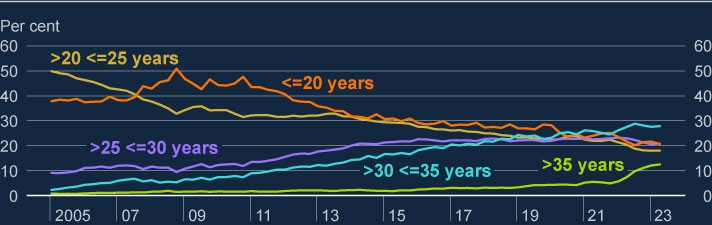 Per cent
60 60
>20 <=25 years
50 50
<=20 years
40 40
30 30
>25 <=30 years
20 20
>30 <=35 years >35 years
10 10
0 0
2005 07 09 11 13 15 17 19 21 23